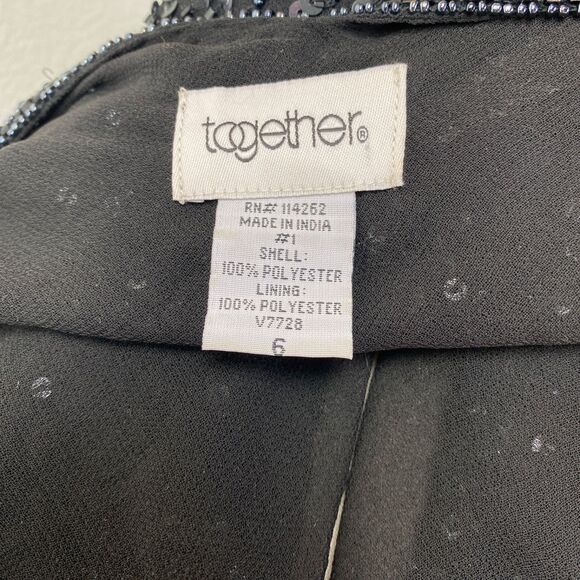 together®
RN# 114262
MADE IN INDIA
#1
SHELL:
100% POLYESTER
LINING:
100% POLYESTER
V7728
6